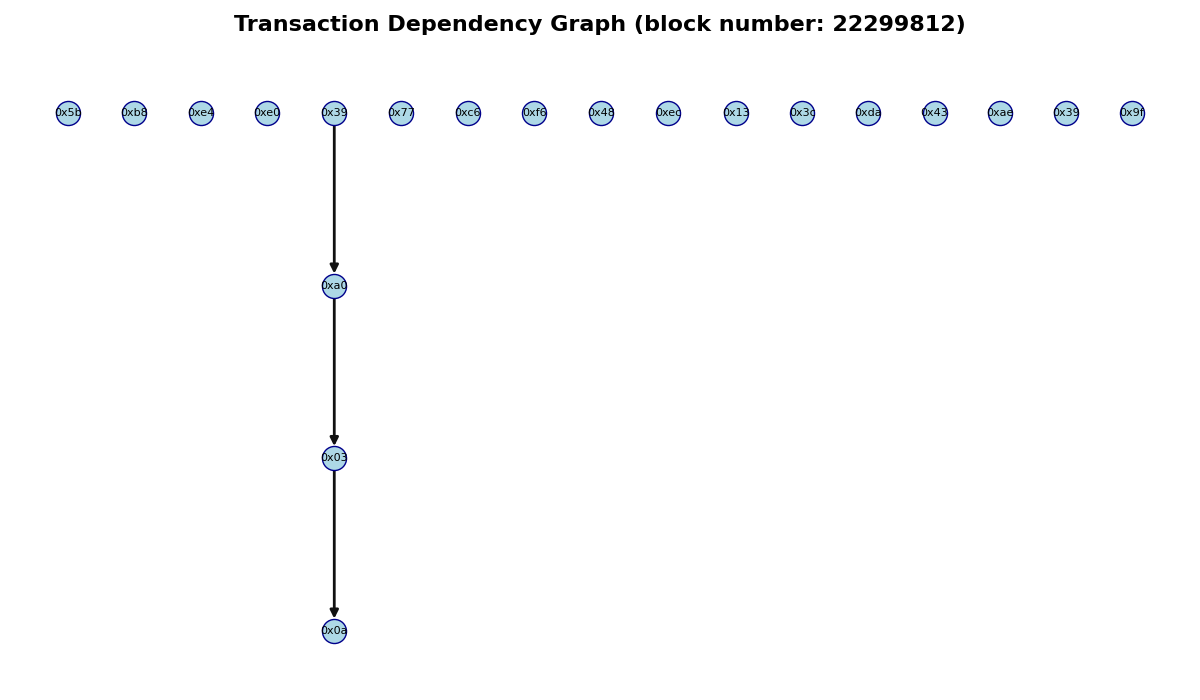 Transaction Dependency Graph (block number: 22299812)
0x5b 0xb8 0xe4 0xe0 0x39 0x77 0xc6 0xf6 0x48 0xec 0x13 0x3c 0xda 0x43 0xae 0x39 0x9f
0xa0
0x03
0x0a